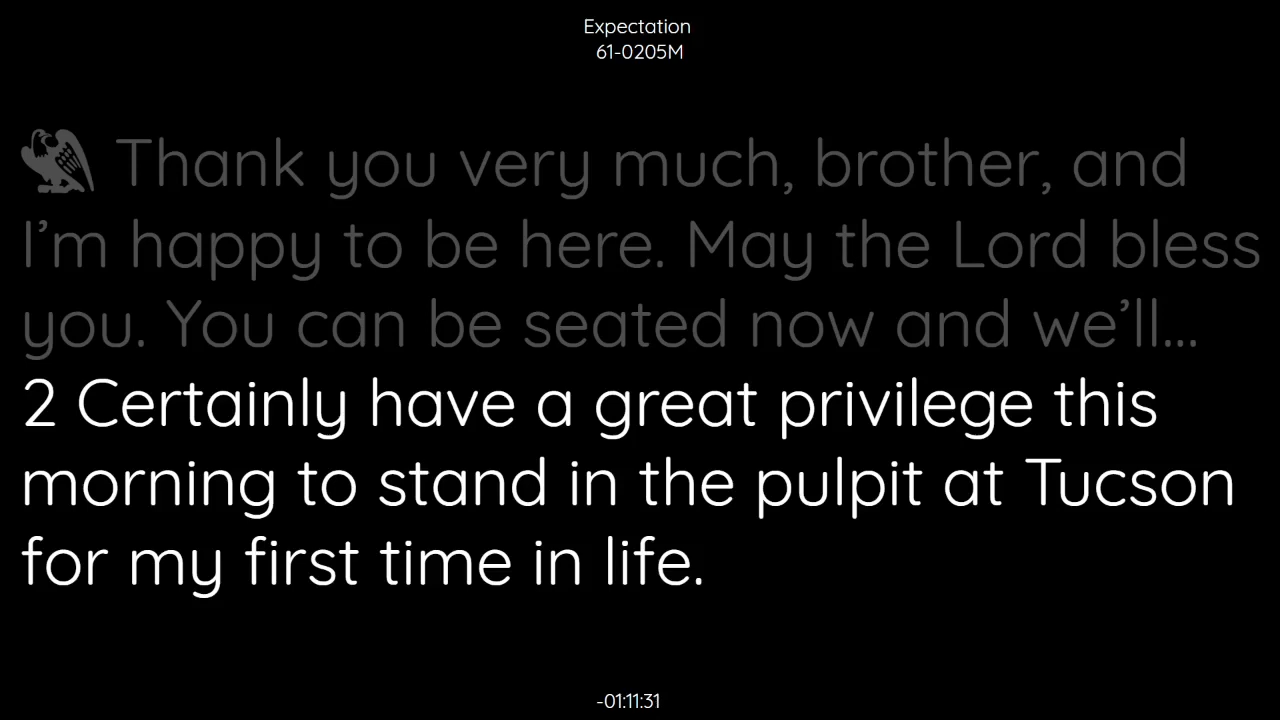 Expectation
61-0205M
Thank you very much, brother, and
I’m happy to be here. May the Lord bless
you. You can be seated now and we’ll...
2 Certainly have a great privilege this
morning to stand in the pulpit at Tucson
for my first time in life.
-01:11:31